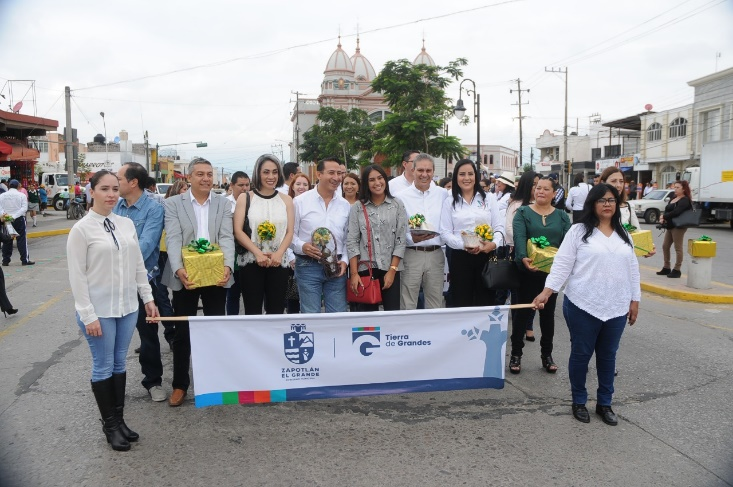 ZAPOTLÁN
EL GRANDE
G
Tierra
de Grandes